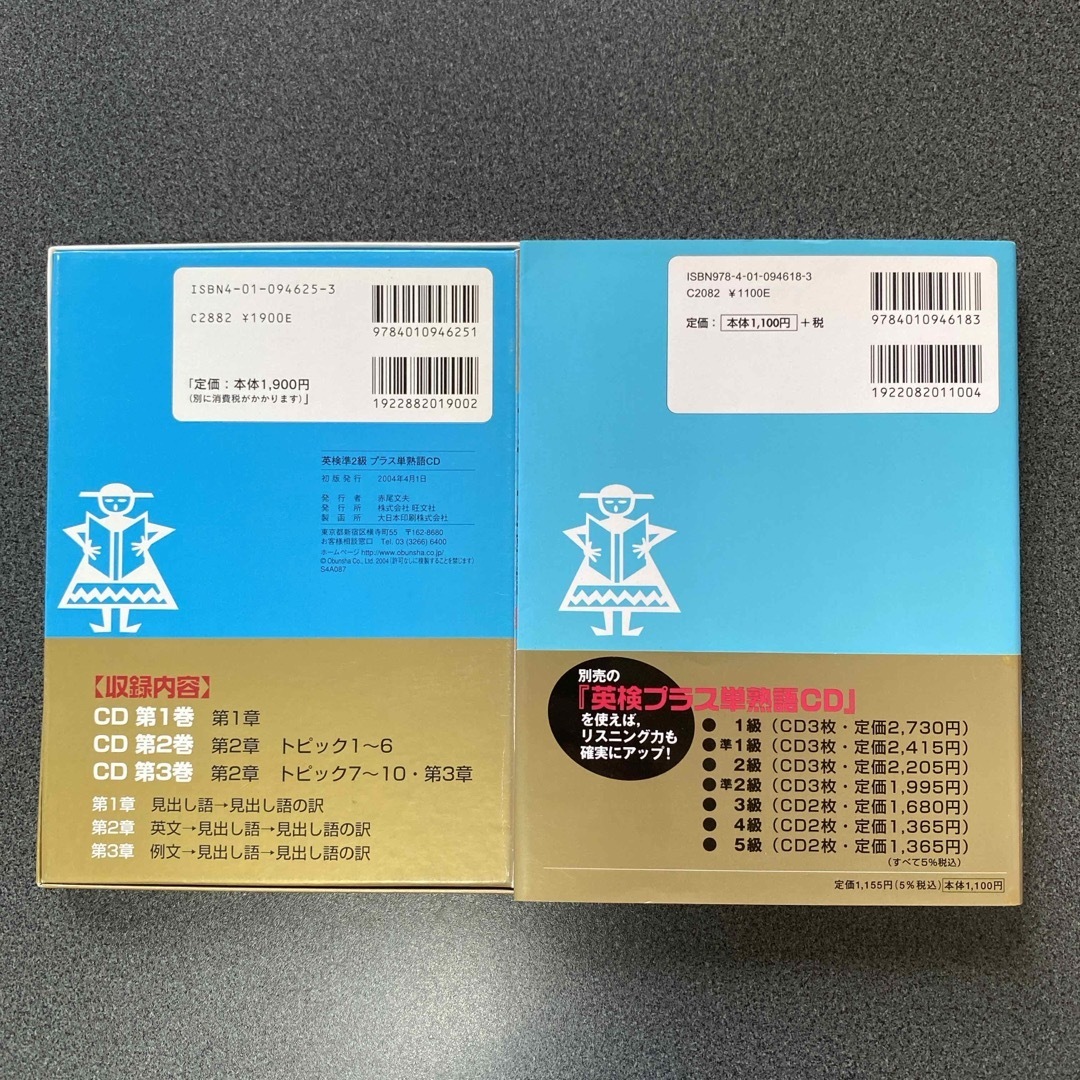 ISBN4-01-094625-3
C2882 ¥1900E
9784010946251
「定価：本体1,900円
(別に消費税がかかります)」
1922882019002
英検準2級 プラス単熟語CD
初版発行 2004年4月1日
発行者 赤尾文夫
発行所 株式会社 旺文社
製函所 大日本印刷株式会社
東京都新宿区横寺町55 〒162-8680
お客様相談窓口 Tel. 03 (3266) 6400
ホームページ http://www.obunsha.co.jp/
© Obunsha Co., Ltd. 2004 (許可なしに複製することを禁じます)
S4A087
【収録内容】
CD 第1巻 第1章
CD 第2巻 第2章 トピック1〜6
CD 第3巻 第2章 トピック7〜10・第3章
第1章 見出し語→見出し語の訳
第2章 英文→見出し語→見出し語の訳
第3章 例文→見出し語→見出し語の訳
ISBN978-4-01-094618-3
C2082 ¥1100E
定価： 本体1,100円 ＋税
9784010946183
1922082011004
別売の
『英検プラス単熟語CD』
を使えば,
リスニング力も
確実にアップ！
● 1級 (CD3枚・定価2,730円)
● 準1級 (CD3枚・定価2,415円)
● 2級 (CD3枚・定価2,205円)
● 準2級 (CD3枚・定価1,995円)
● 3級 (CD2枚・定価1,680円)
● 4級 (CD2枚・定価1,365円)
● 5級 (CD2枚・定価1,365円)
(すべて5%税込)
定価1,155円(5%税込) 本体1,100円